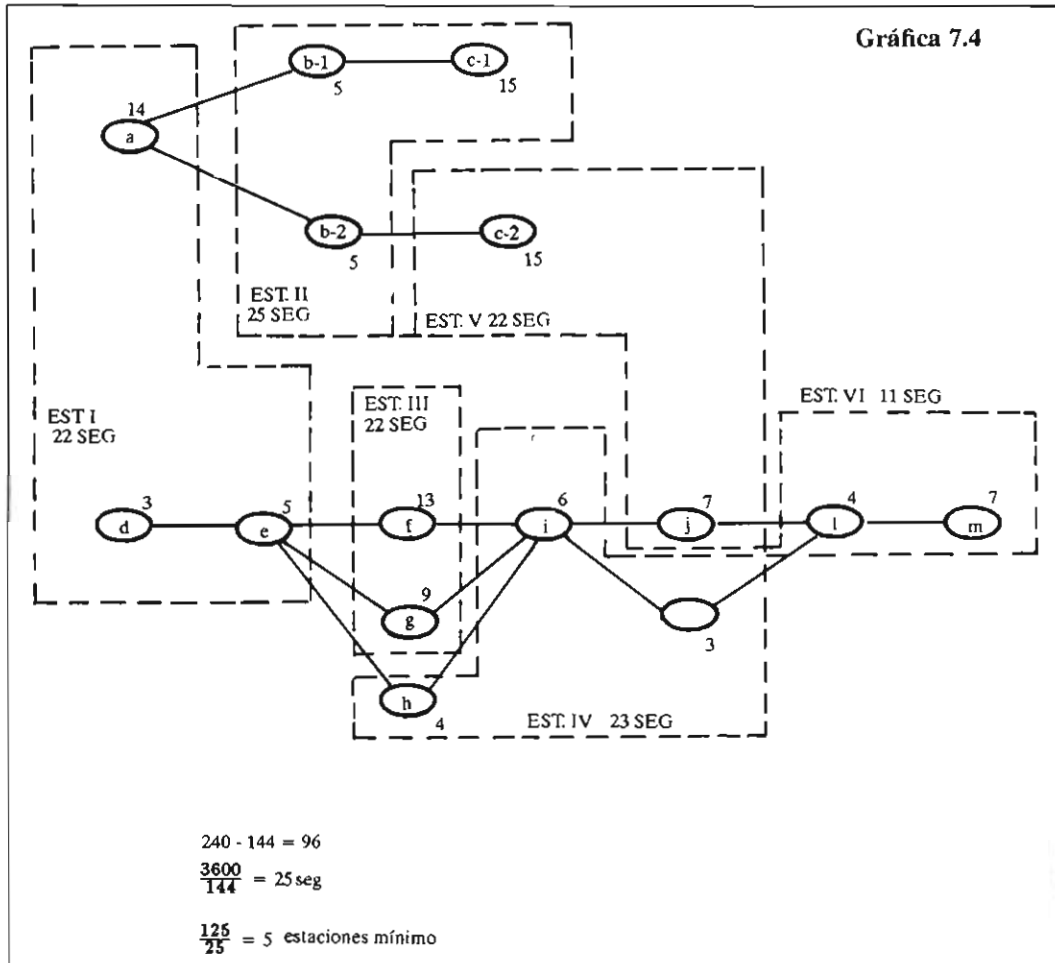 Gráfica 7.4
b-1
5
c-1
15
14
a
b-2
5
c-2
15
EST. II
25 SEG
EST. V 22 SEG
EST I
22 SEG
EST. III
22 SEG
EST. VI 11 SEG
d
3
e
5
f
13
i
6
j
7
l
4
m
7
g
9
3
h
4
EST. IV 23 SEG
240 - 144 = 96
3600
144
= 25 seg
125
25
= 5 estaciones mínimo